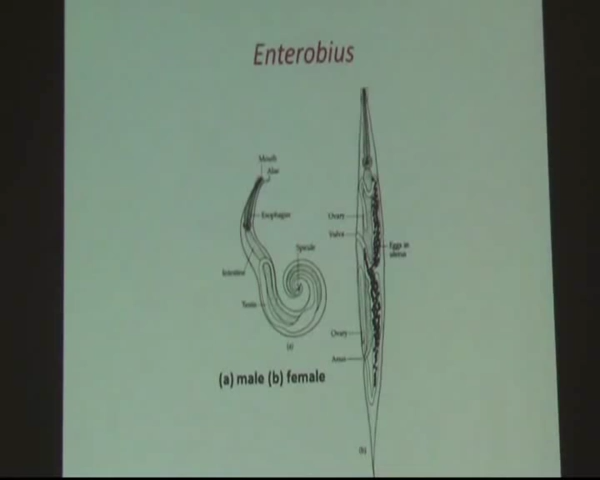 Enterobius
Mouth
Alae
Esophagus
Ovary
Vulva
Eggs in
uterus
Spicule
Intestine
Testis
Ovary
Anus
(a)
(a) male (b) female
(b)